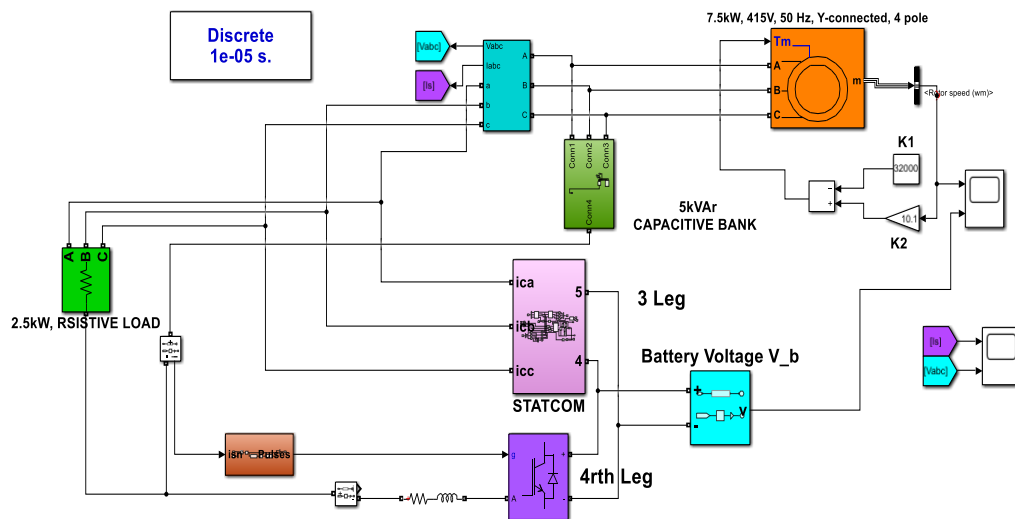 Discrete
1e-05 s.
[Vabc]
[Is]
Vabc
Iabc
a
b
c
A
B
C
7.5kW, 415V, 50 Hz, Y-connected, 4 pole
Tm
A
B
C
m
<Rotor speed (wm)>
Conn1
Conn2
Conn3
Conn4
5kVAr
CAPACITIVE BANK
K1
32000
-
+
10.1
K2
A
B
C
2.5kW, RSISTIVE LOAD
ica
icb
icc
5
4
STATCOM
3 Leg
Battery Voltage V_b
+
-
v
[Is]
[Vabc]
isn
Pulses
g
A
+
-
4rth Leg